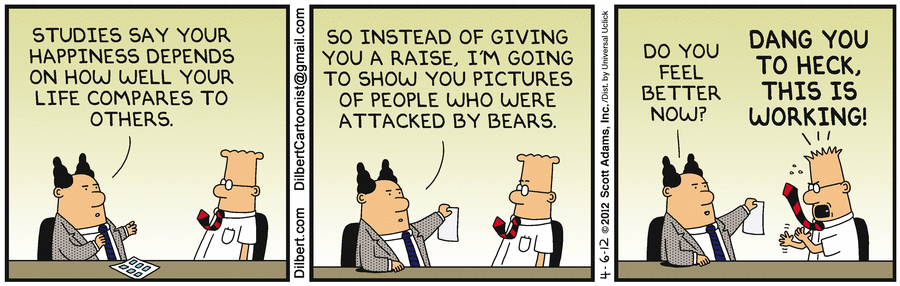 STUDIES SAY YOUR
HAPPINESS DEPENDS
ON HOW WELL YOUR
LIFE COMPARES TO
OTHERS.
Dilbert.com DilbertCartoonist@gmail.com
SO INSTEAD OF GIVING
YOU A RAISE, I'M GOING
TO SHOW YOU PICTURES
OF PEOPLE WHO WERE
ATTACKED BY BEARS.
4-6-12 ©2012 Scott Adams, Inc./Dist. by Universal Uclick
DO YOU
FEEL
BETTER
NOW?
DANG YOU
TO HECK,
THIS IS
WORKING!